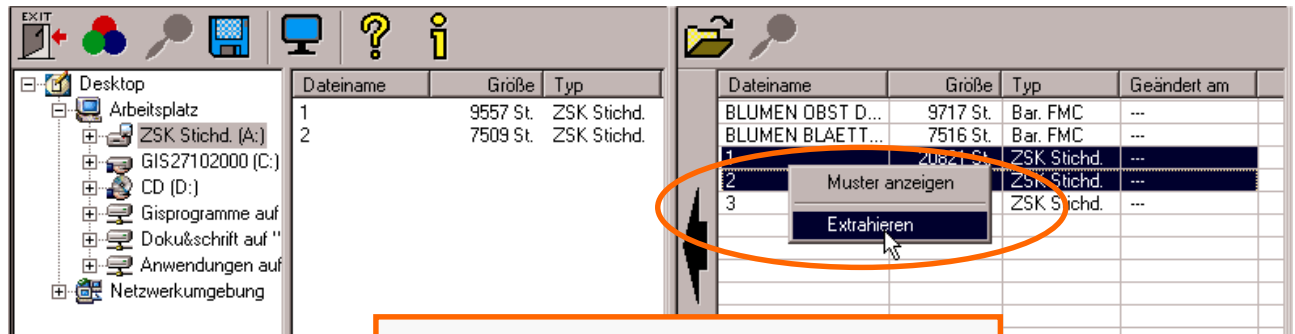 EXIT
Desktop
Arbeitsplatz
ZSK Stichd. (A:)
GIS27102000 (C:)
CD (D:)
Gisprogramme auf
Doku&schrift auf "
Anwendungen auf
Netzwerkumgebung
Dateiname Größe Typ
1 9557 St. ZSK Stichd.
2 7509 St. ZSK Stichd.
Dateiname Größe Typ Geändert am
BLUMEN OBST D... 9717 St. Bar. FMC ---
BLUMEN BLAETT... 7516 St. Bar. FMC ---
1 20821 St. ZSK Stichd. ---
2 ZSK Stichd. ---
3 ZSK Stichd. ---
Muster anzeigen
Extrahieren